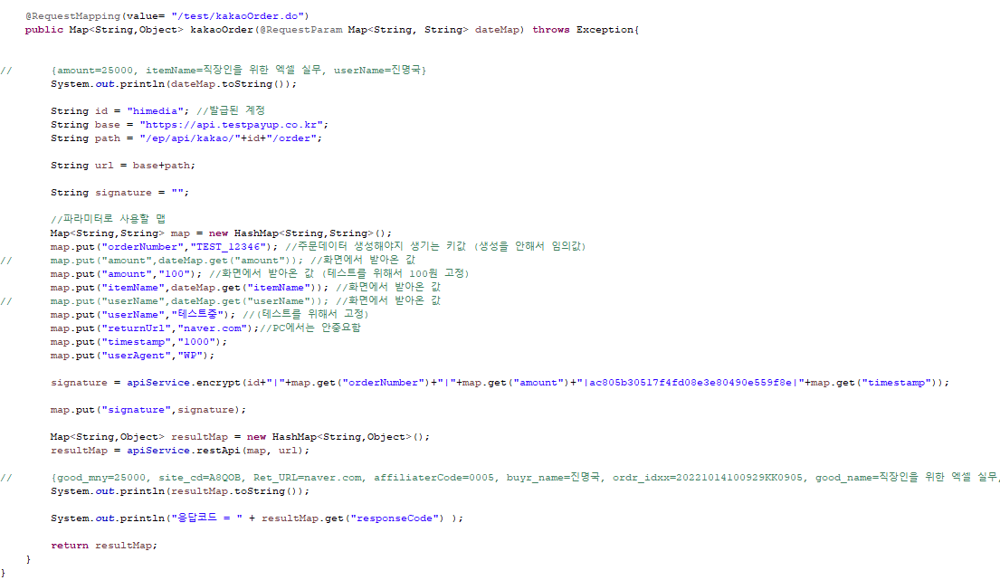 @RequestMapping(value= "/test/kakaoOrder.do")
public Map<String,Object> kakaoOrder(@RequestParam Map<String, String> dateMap) throws Exception{
// {amount=25000, itemName=직장인을 위한 엑셀 실무, userName=진명국}
System.out.println(dateMap.toString());
String id = "himedia"; //발급된 계정
String base = "https://api.testpayup.co.kr";
String path = "/ep/api/kakao/"+id+"/order";
String url = base+path;
String signature = "";
//파라미터로 사용할 맵
Map<String,String> map = new HashMap<String,String>();
map.put("orderNumber","TEST_12346"); //주문데이터 생성해야지 생기는 키값 (생성을 안해서 임의값)
// map.put("amount",dateMap.get("amount")); //화면에서 받아온 값
map.put("amount","100"); //화면에서 받아온 값 (테스트를 위해서 100원 고정)
map.put("itemName",dateMap.get("itemName")); //화면에서 받아온 값
// map.put("userName",dateMap.get("userName")); //화면에서 받아온 값
map.put("userName","테스트중"); //(테스트를 위해서 고정)
map.put("returnUrl","naver.com");//PC에서는 안중요함
map.put("timestamp","1000");
map.put("userAgent","WP");
signature = apiService.encrypt(id+"|"+map.get("orderNumber")+"|"+map.get("amount")+"|ac805b30517f4fd08e3e80490e559f8e|"+map.get("timestamp"));
map.put("signature",signature);
Map<String,Object> resultMap = new HashMap<String,Object>();
resultMap = apiService.restApi(map, url);
// {good_mny=25000, site_cd=A8QOB, Ret_URL=naver.com, affiliaterCode=0005, buyr_name=진명국, ordr_idxx=20221014100929KK0905, good_name=직장인을 위한 엑셀 실무,
System.out.println(resultMap.toString());
System.out.println("응답코드 = " + resultMap.get("responseCode") );
return resultMap;
}
}